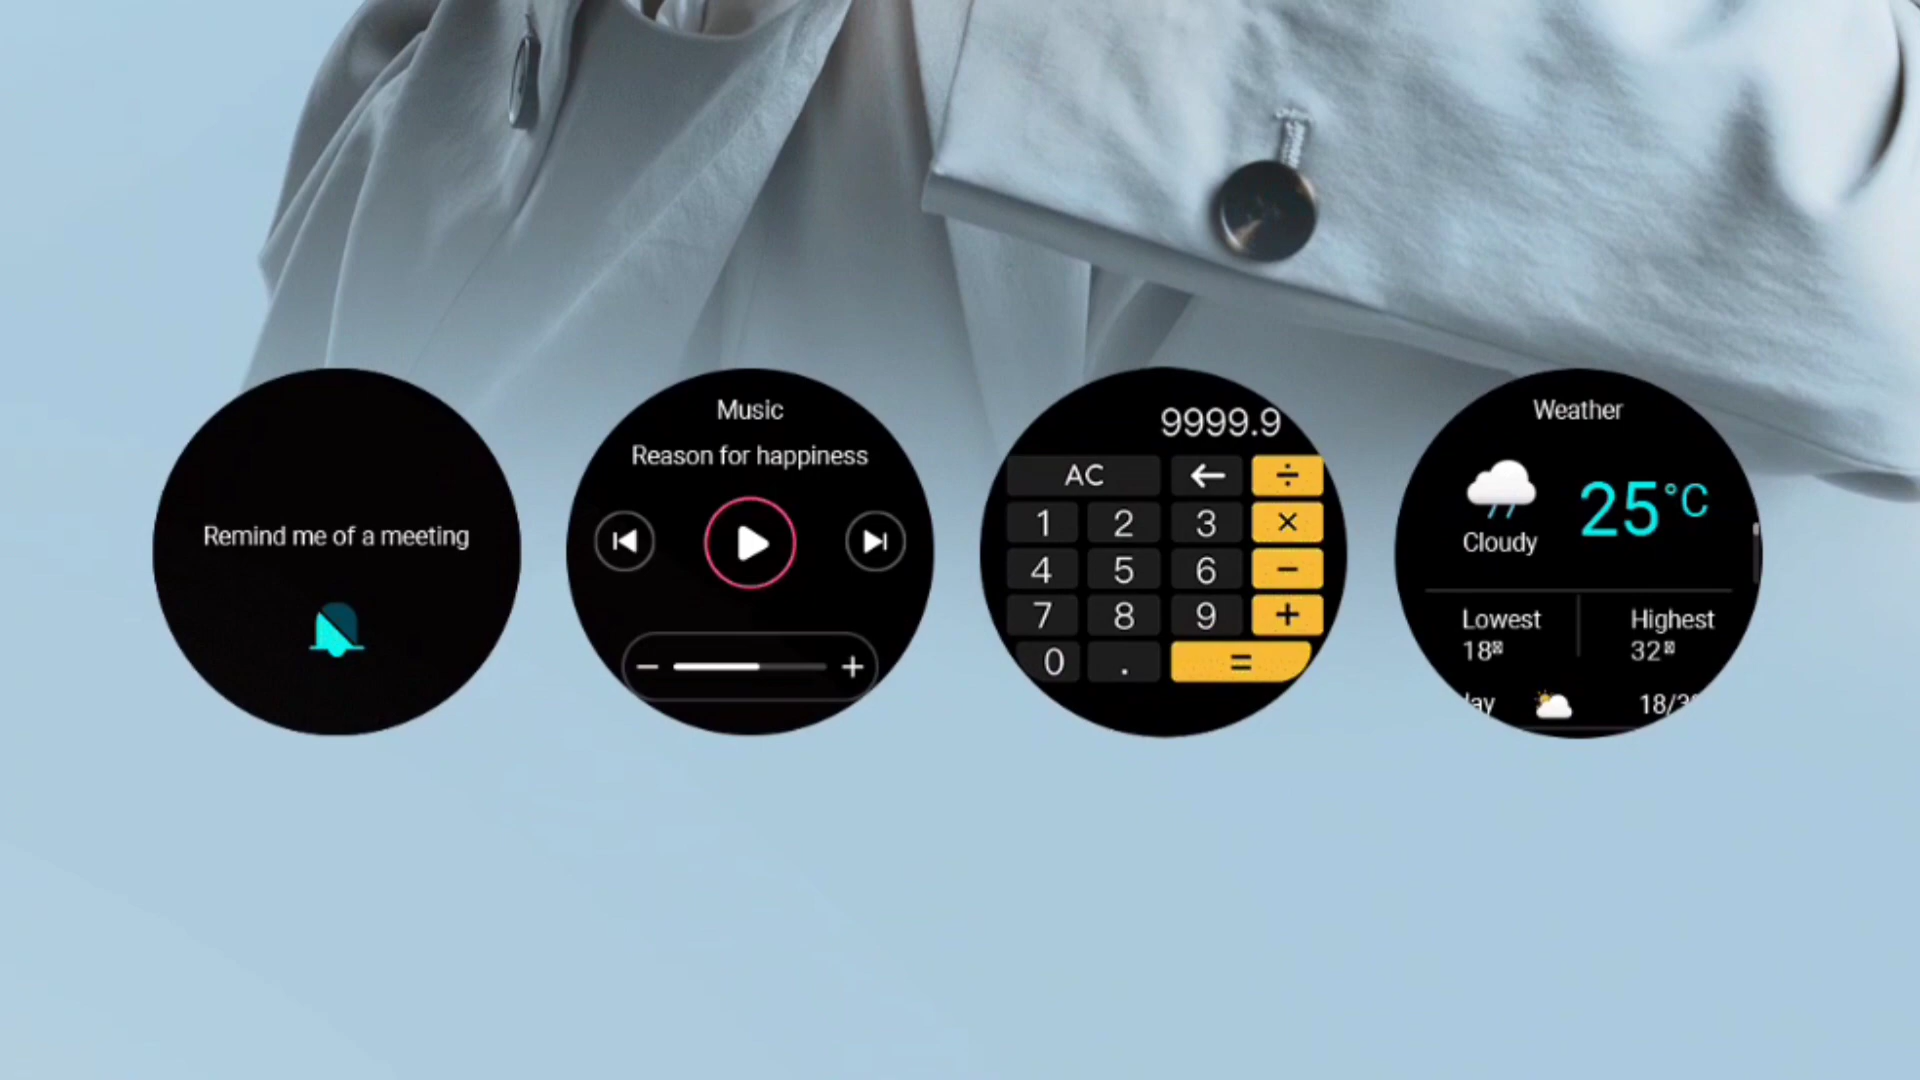 Remind me of a meeting
Music
Reason for happiness
9999.9
AC ← ÷
1 2 3 ×
4 5 6 −
7 8 9 +
0 . =
− +
Weather
Cloudy
25°C
Lowest
18
Highest
32